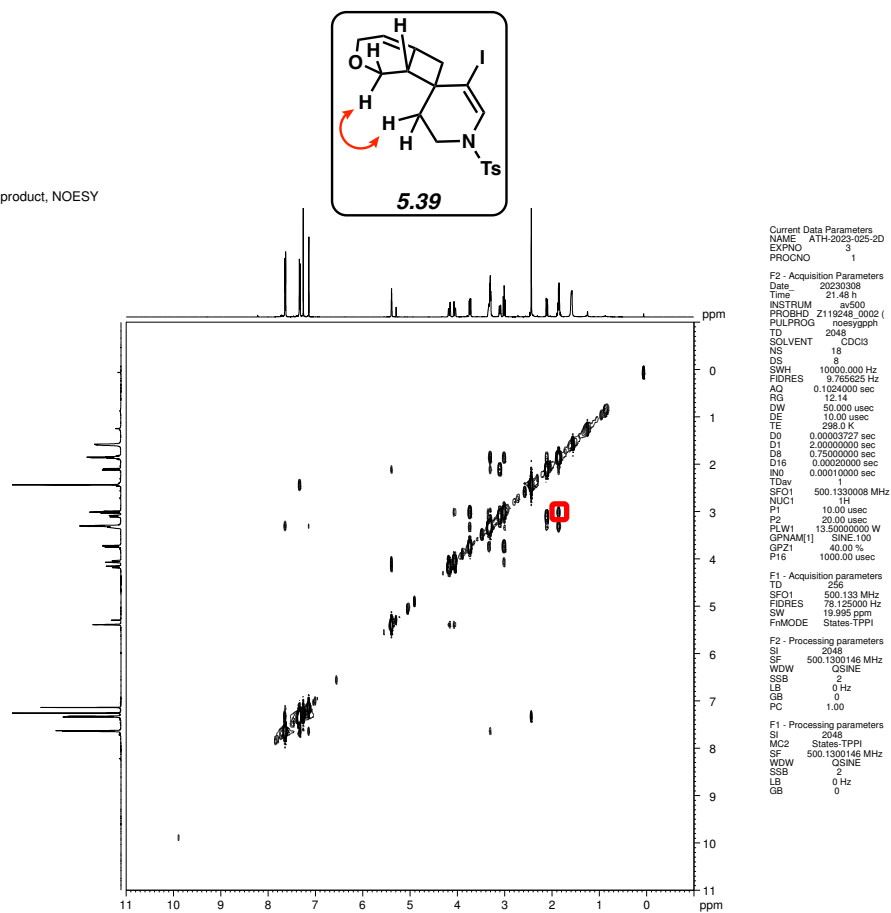 H
H
O
I
H
H
H
N
Ts
5.39
product, NOESY
ppm
0
1
2
3
4
5
6
7
8
9
10
11
11 10 9 8 7 6 5 4 3 2 1 0 ppm
Current Data Parameters
NAME ATH-2023-025-2D
EXPNO 3
PROCNO 1
F2 - Acquisition Parameters
Date_ 20230308
Time 21.48 h
INSTRUM av500
PROBHD Z119248_0002 (
PULPROG noesygpph
TD 2048
SOLVENT CDCl3
NS 18
DS 8
SWH 10000.000 Hz
FIDRES 9.765625 Hz
AQ 0.1024000 sec
RG 12.14
DW 50.000 usec
DE 10.00 usec
TE 298.0 K
D0 0.00003727 sec
D1 2.00000000 sec
D8 0.75000000 sec
D16 0.00020000 sec
IN0 0.00010000 sec
TDav 1
SFO1 500.1330008 MHz
NUC1 1H
P1 10.00 usec
P2 20.00 usec
PLW1 13.50000000 W
GPNAM[1] SINE.100
GPZ1 40.00 %
P16 1000.00 usec
F1 - Acquisition parameters
TD 256
SFO1 500.133 MHz
FIDRES 78.125000 Hz
SW 19.995 ppm
FnMODE States-TPPI
F2 - Processing parameters
SI 2048
SF 500.1300146 MHz
WDW QSINE
SSB 2
LB 0 Hz
GB 0
PC 1.00
F1 - Processing parameters
SI 2048
MC2 States-TPPI
SF 500.1300146 MHz
WDW QSINE
SSB 2
LB 0 Hz
GB 0